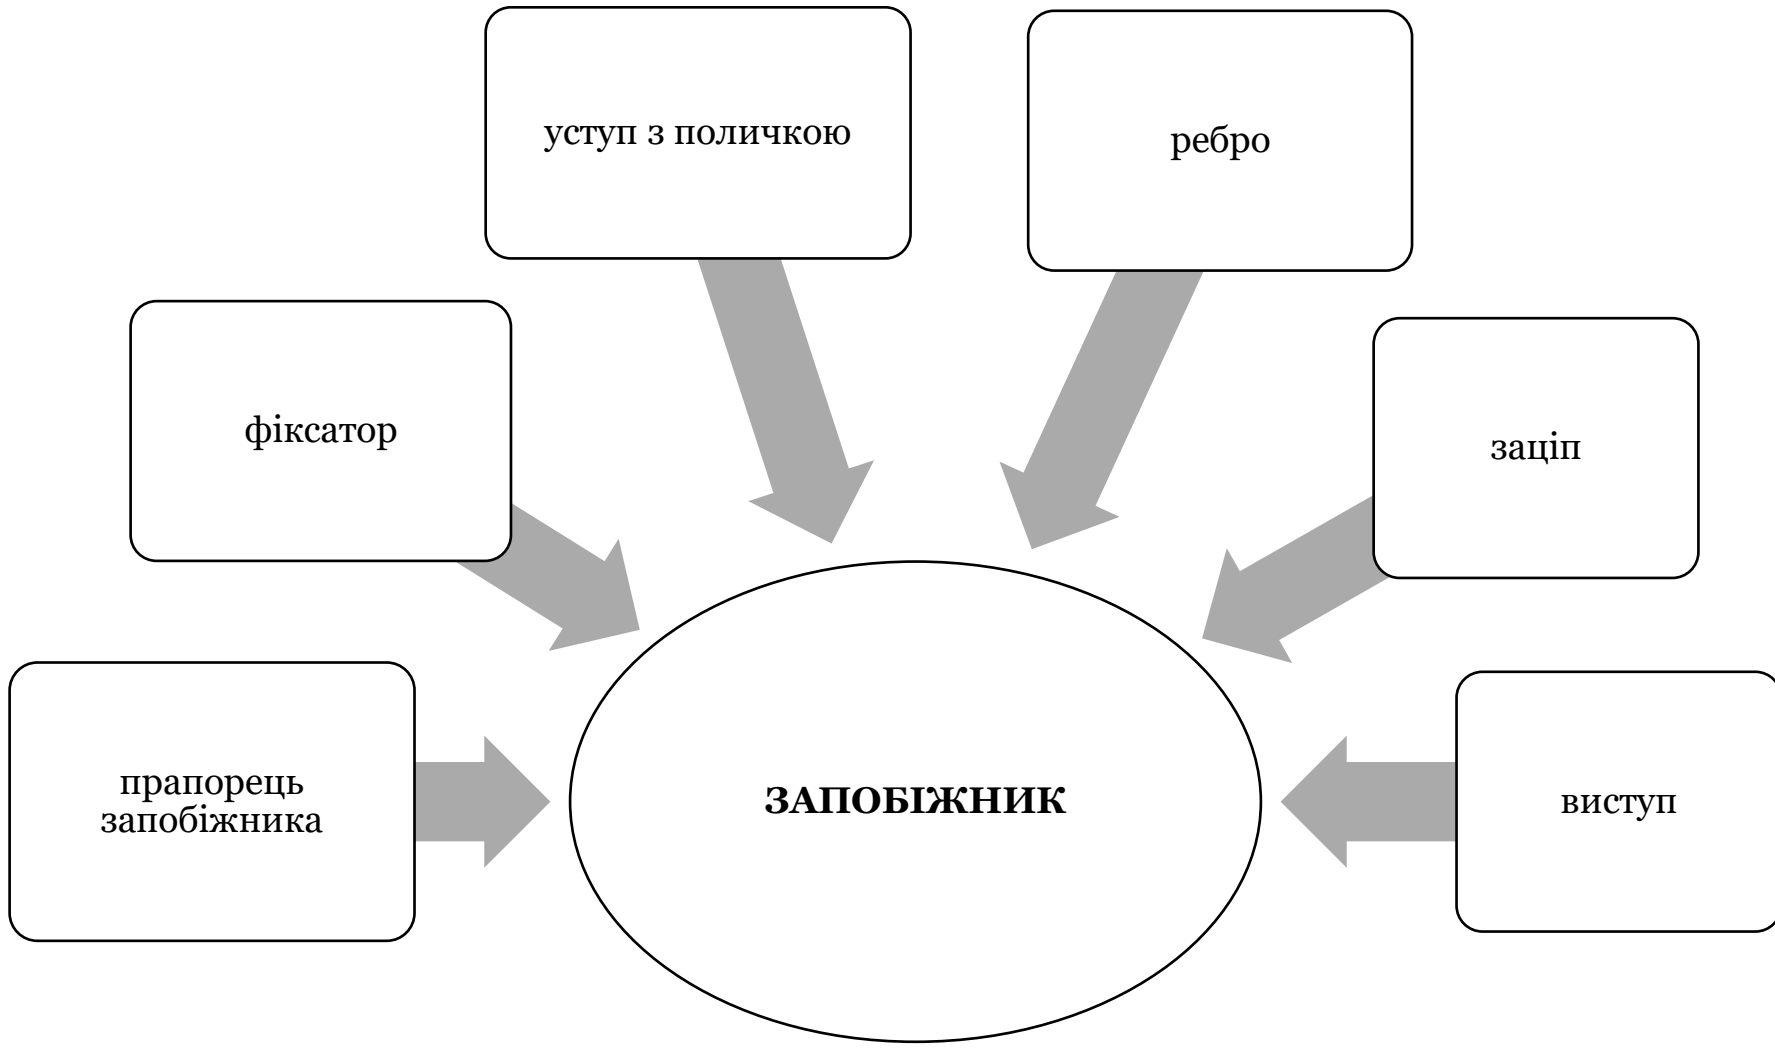 уступ з поличкою
ребро
фіксатор
заціп
прапорець
запобіжника
ЗАПОБІЖНИК
виступ